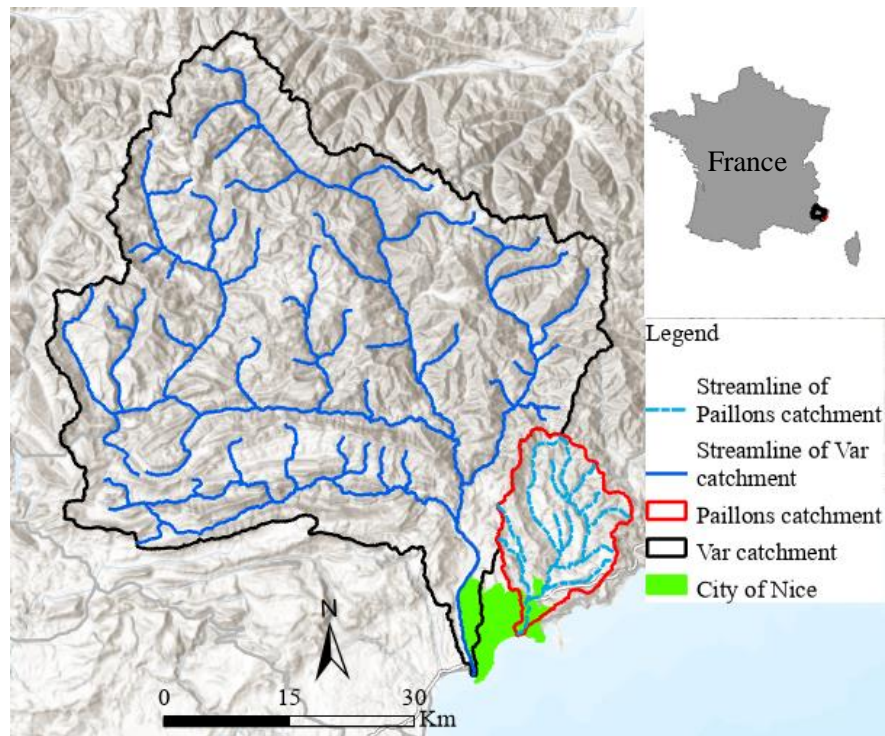 France
Legend
Streamline of
Paillons catchment
Streamline of Var
catchment
Paillons catchment
Var catchment
City of Nice
N
0 15 30
Km